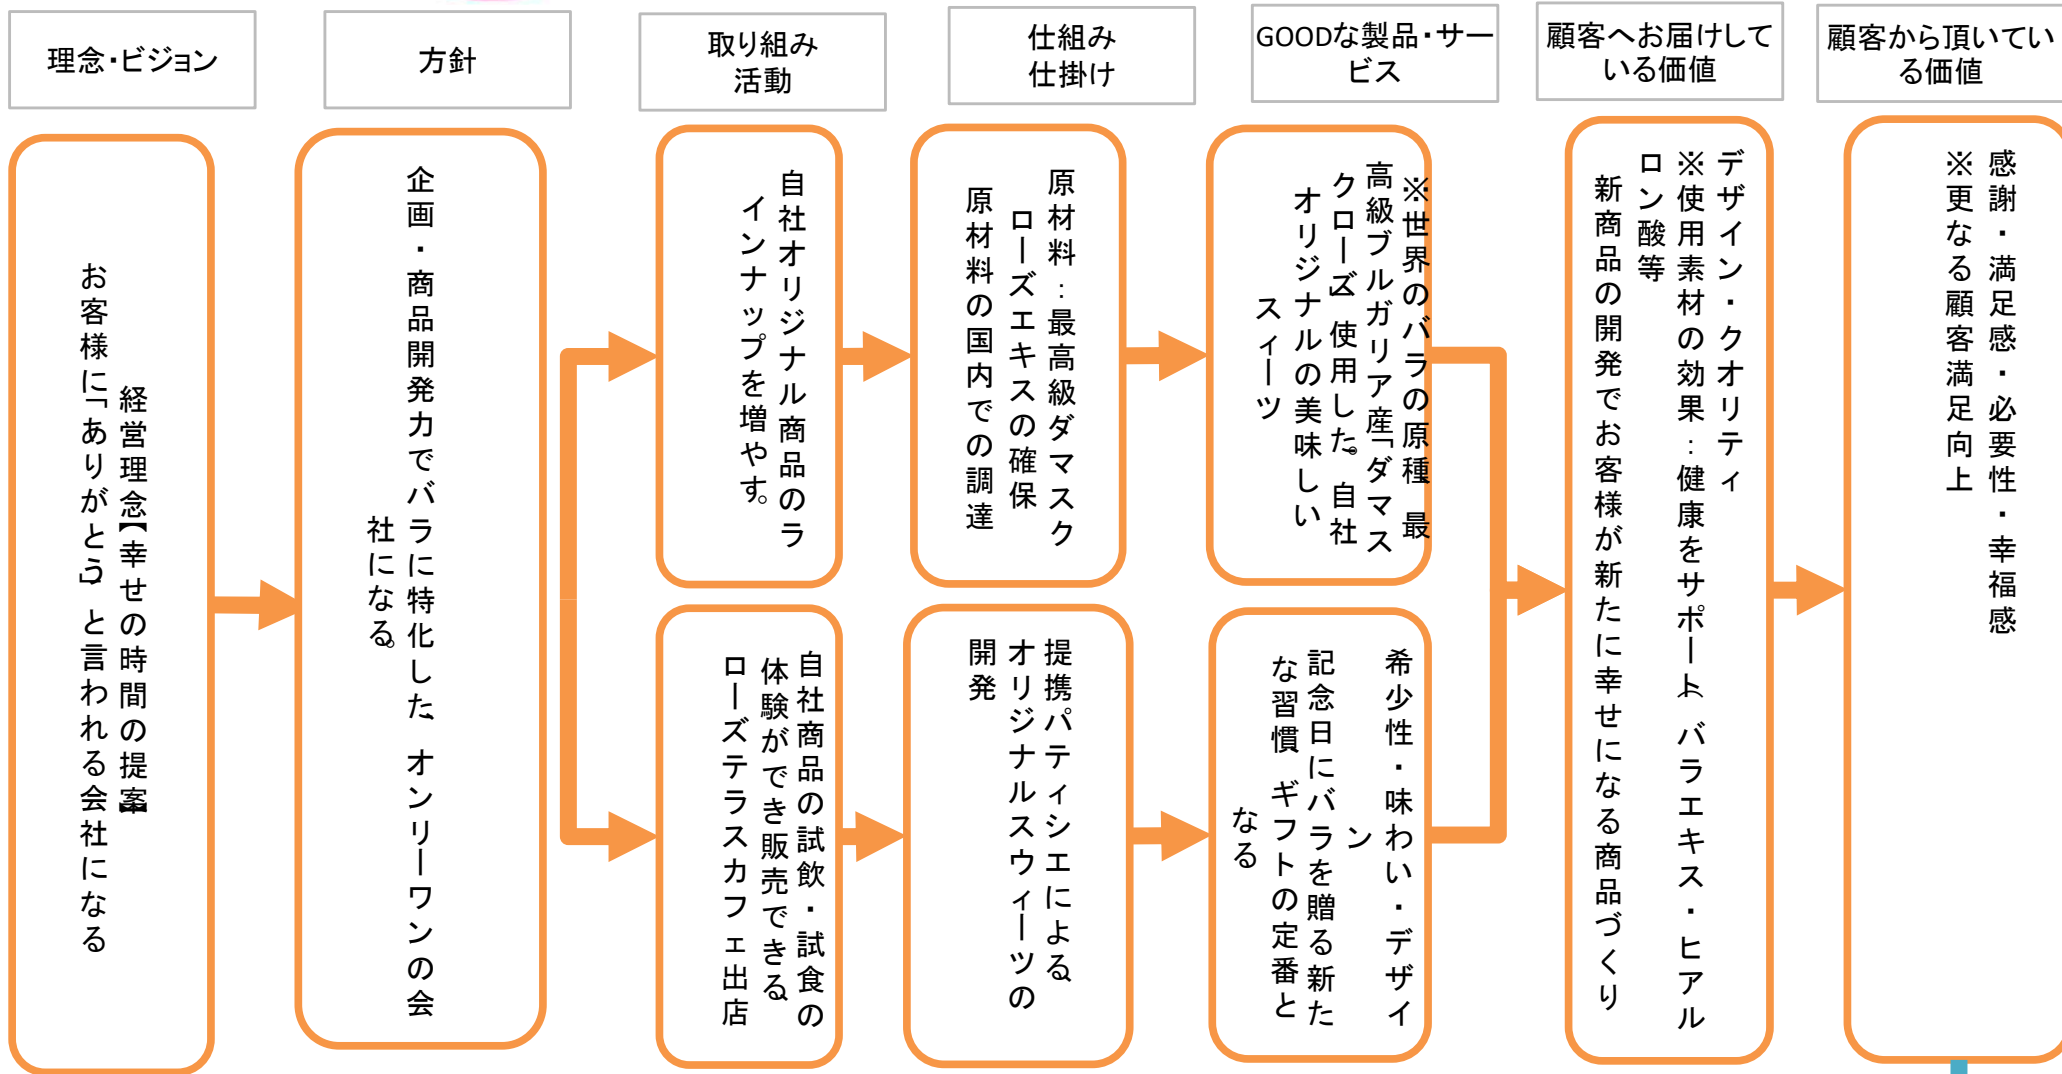 理念・ビジョン
方針
取り組み
活動
仕組み
仕掛け
GOODな製品・サー
ビス
顧客へお届けして
いる価値
顧客から頂いてい
る価値
経営理念【幸せの時間の提案】
お客様に「ありがとう」と言われる会社になる
企画・商品開発力でバラに特化した、オンリーワンの会
社になる。
自社オリジナル商品のラ
インナップを増やす。
自社商品の試飲・試食の
体験ができ販売できる、
ローズテラスカフェ出店
原材料：最高級ダマスク
ローズエキスの確保
原材料の国内での調達
提携パティシエによる、
オリジナルスウィーツの
開発
※世界のバラの原種 最
高級ブルガリア産「ダマス
クローズ」使用した。自社
オリジナルの美味しい
スィーツ
希少性・味わい・デザイ
ン
記念日にバラを贈る新た
な習慣 ギフトの定番と
なる
デザイン・クオリティ
※使用素材の効果：健康をサポート、バラエキス・ヒアル
ロン酸等
新商品の開発でお客様が新たに幸せになる商品づくり
感謝・満足感・必要性・幸福感
※更なる顧客満足向上